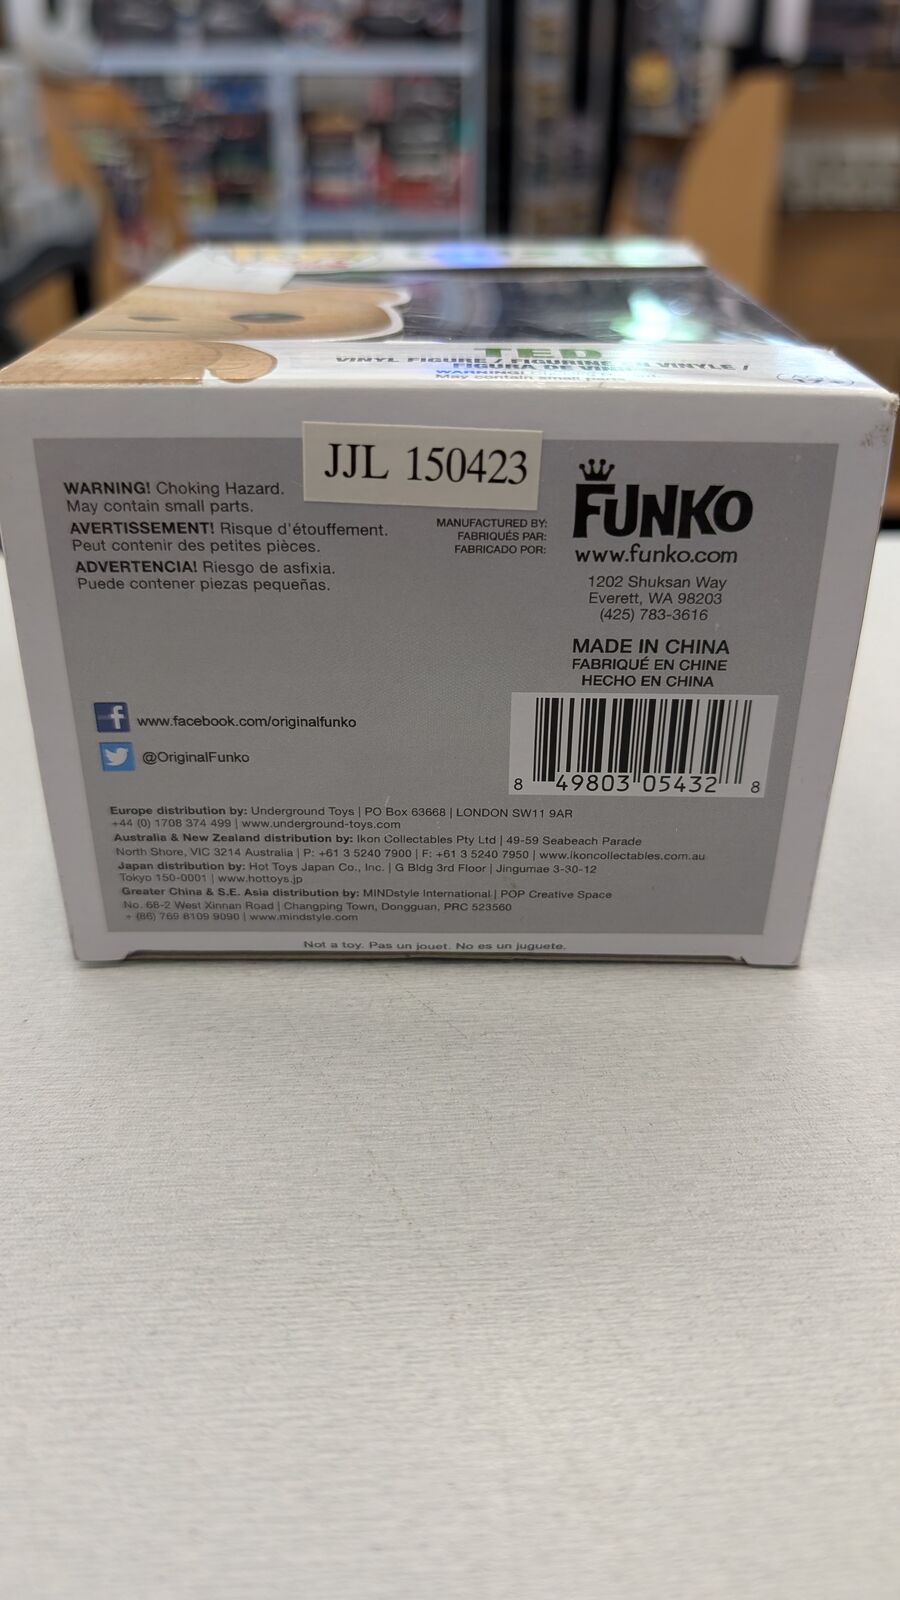 TED
VINYL FIGURE / FIGURINE EN VINYLE /
FIGURA DE VINILO
WARNING!
May contain small parts.
JJL 150423
WARNING! Choking Hazard.
May contain small parts.
AVERTISSEMENT! Risque d'étouffement.
Peut contenir des petites pièces.
ADVERTENCIA! Riesgo de asfixia.
Puede contener piezas pequeñas.
MANUFACTURED BY:
FABRIQUÉS PAR:
FABRICADO POR:
FUNKO
www.funko.com
1202 Shuksan Way
Everett, WA 98203
(425) 783-3616
MADE IN CHINA
FABRIQUÉ EN CHINE
HECHO EN CHINA
8 49803 05432 8
f www.facebook.com/originalfunko
@OriginalFunko
Europe distribution by: Underground Toys | PO Box 63668 | LONDON SW11 9AR
+44 (0) 1708 374 499 | www.underground-toys.com
Australia & New Zealand distribution by: Ikon Collectables Pty Ltd | 49-59 Seabeach Parade
North Shore, VIC 3214 Australia | P: +61 3 5240 7900 | F: +61 3 5240 7950 | www.ikoncollectables.com.au
Japan distribution by: Hot Toys Japan Co., Inc. | G Bldg 3rd Floor | Jingumae 3-30-12
Tokyo 150-0001 | www.hottoys.jp
Greater China & S.E. Asia distribution by: MINDstyle International | POP Creative Space
No. 68-2 West Xinnan Road | Changping Town, Dongguan, PRC 523560
+ (86) 769 8109 9090 | www.mindstyle.com
Not a toy. Pas un jouet. No es un juguete.